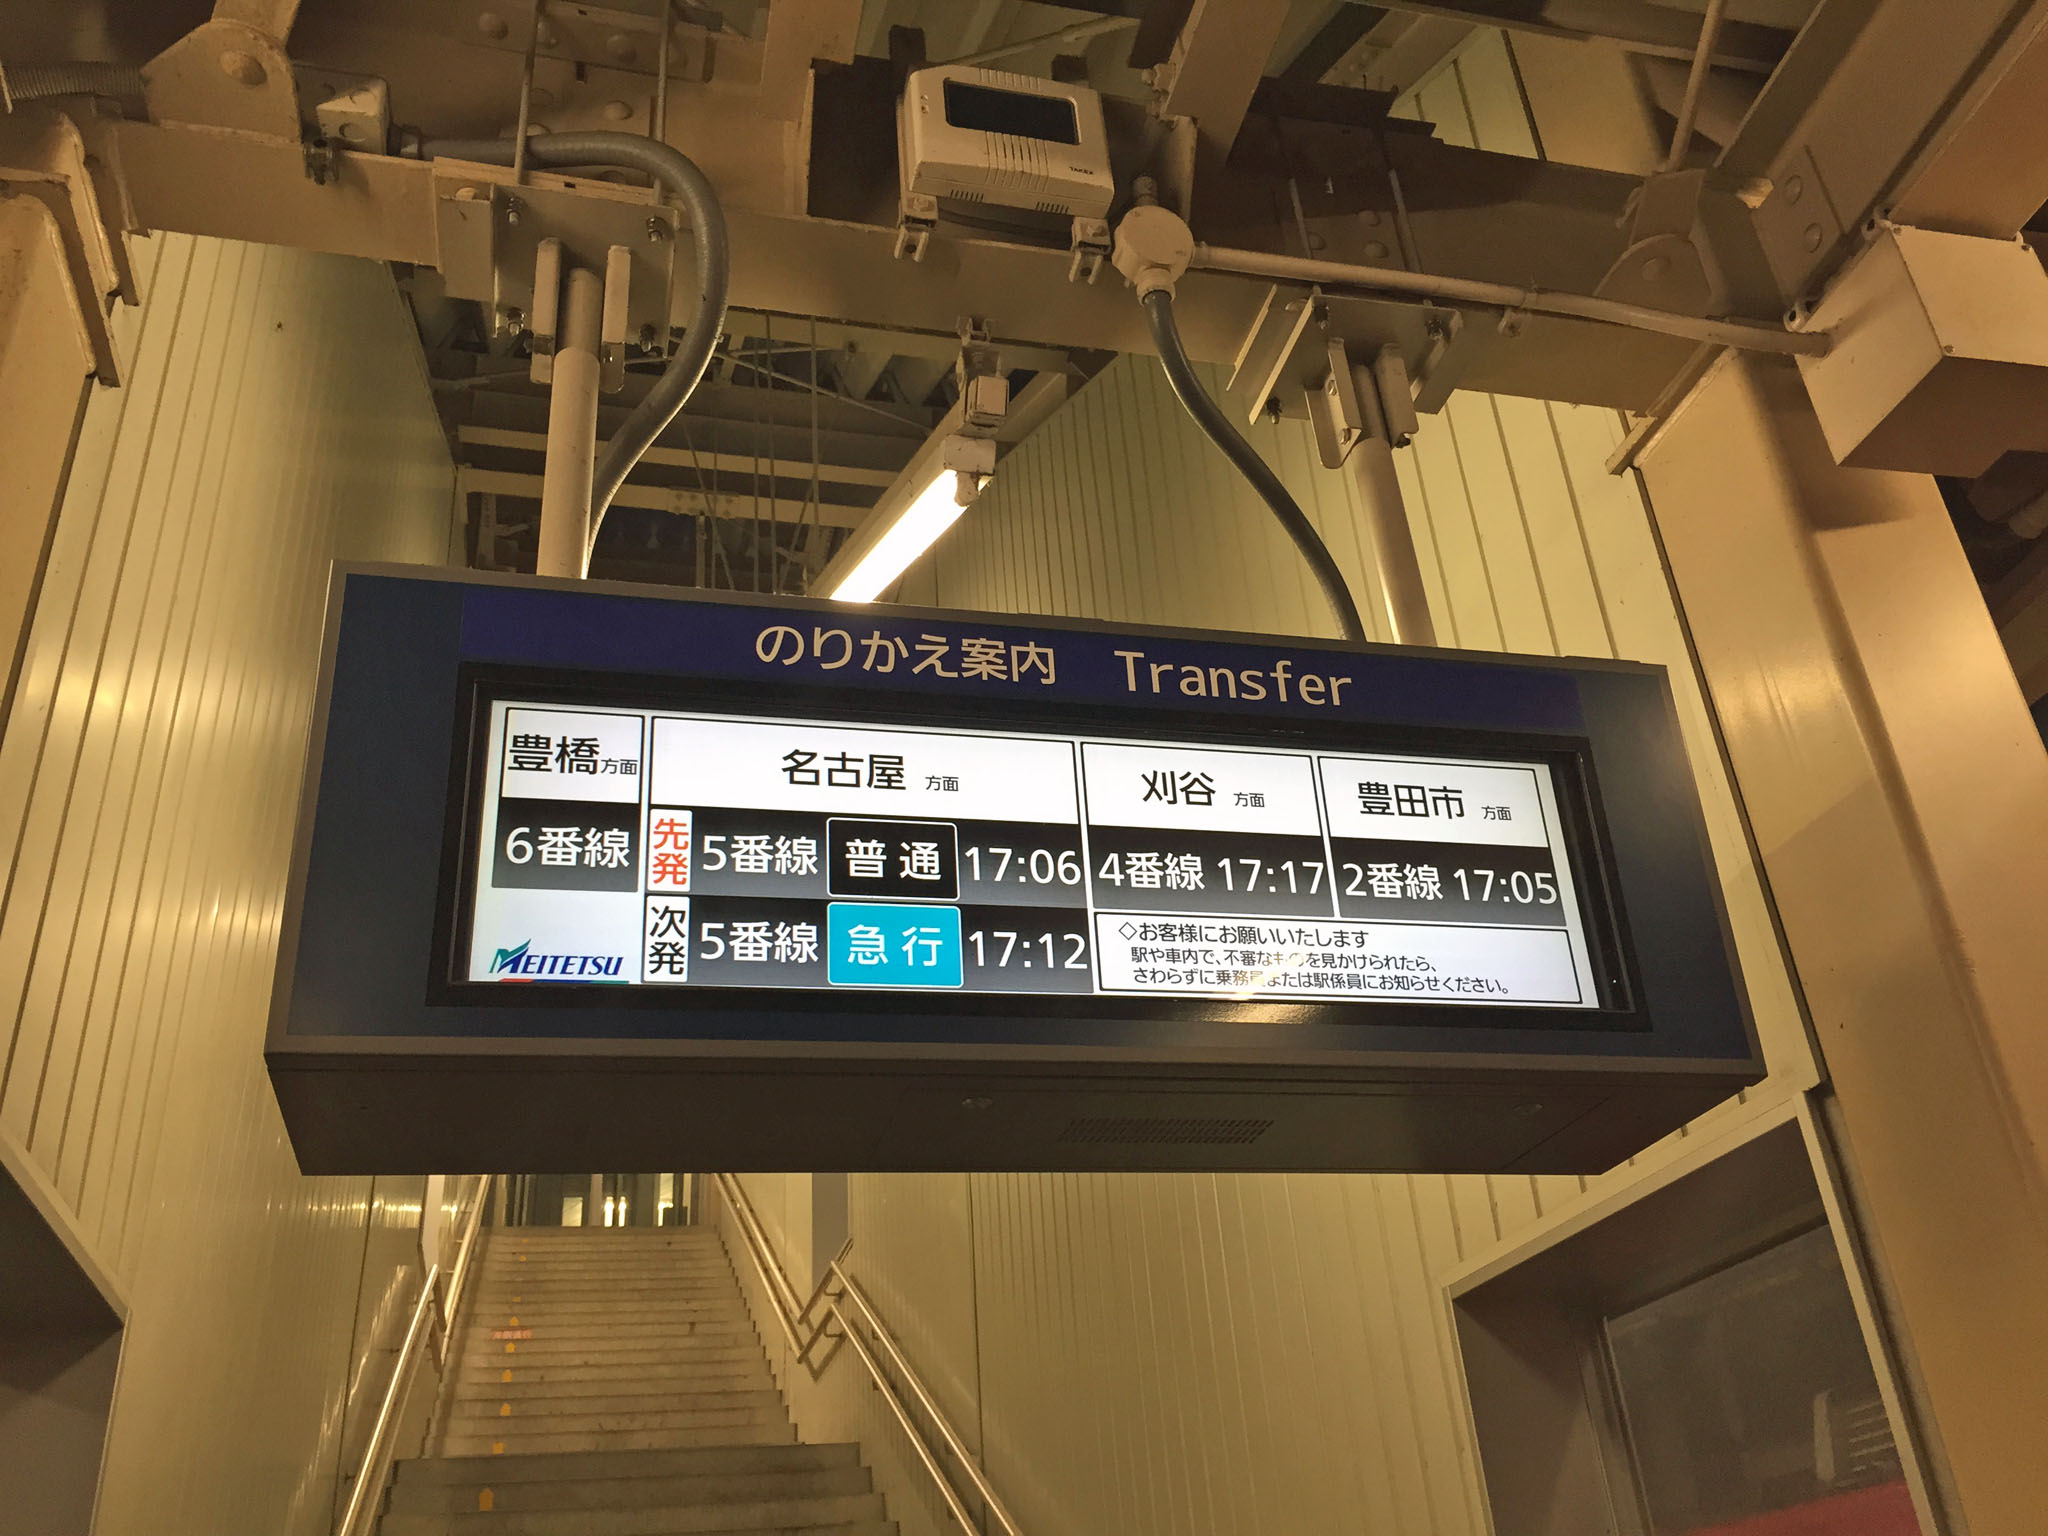 TAKEX
のりかえ案内 Transfer
豊橋方面
6番線
名古屋 方面
先発 5番線 普通 17:06
次発 5番線 急行 17:12
刈谷 方面
4番線 17:17
豊田市 方面
2番線 17:05
MEITETSU
◇お客様にお願いいたします
駅や車内で、不審なものを見かけられたら、
さわらずに乗務員または駅係員にお知らせください。